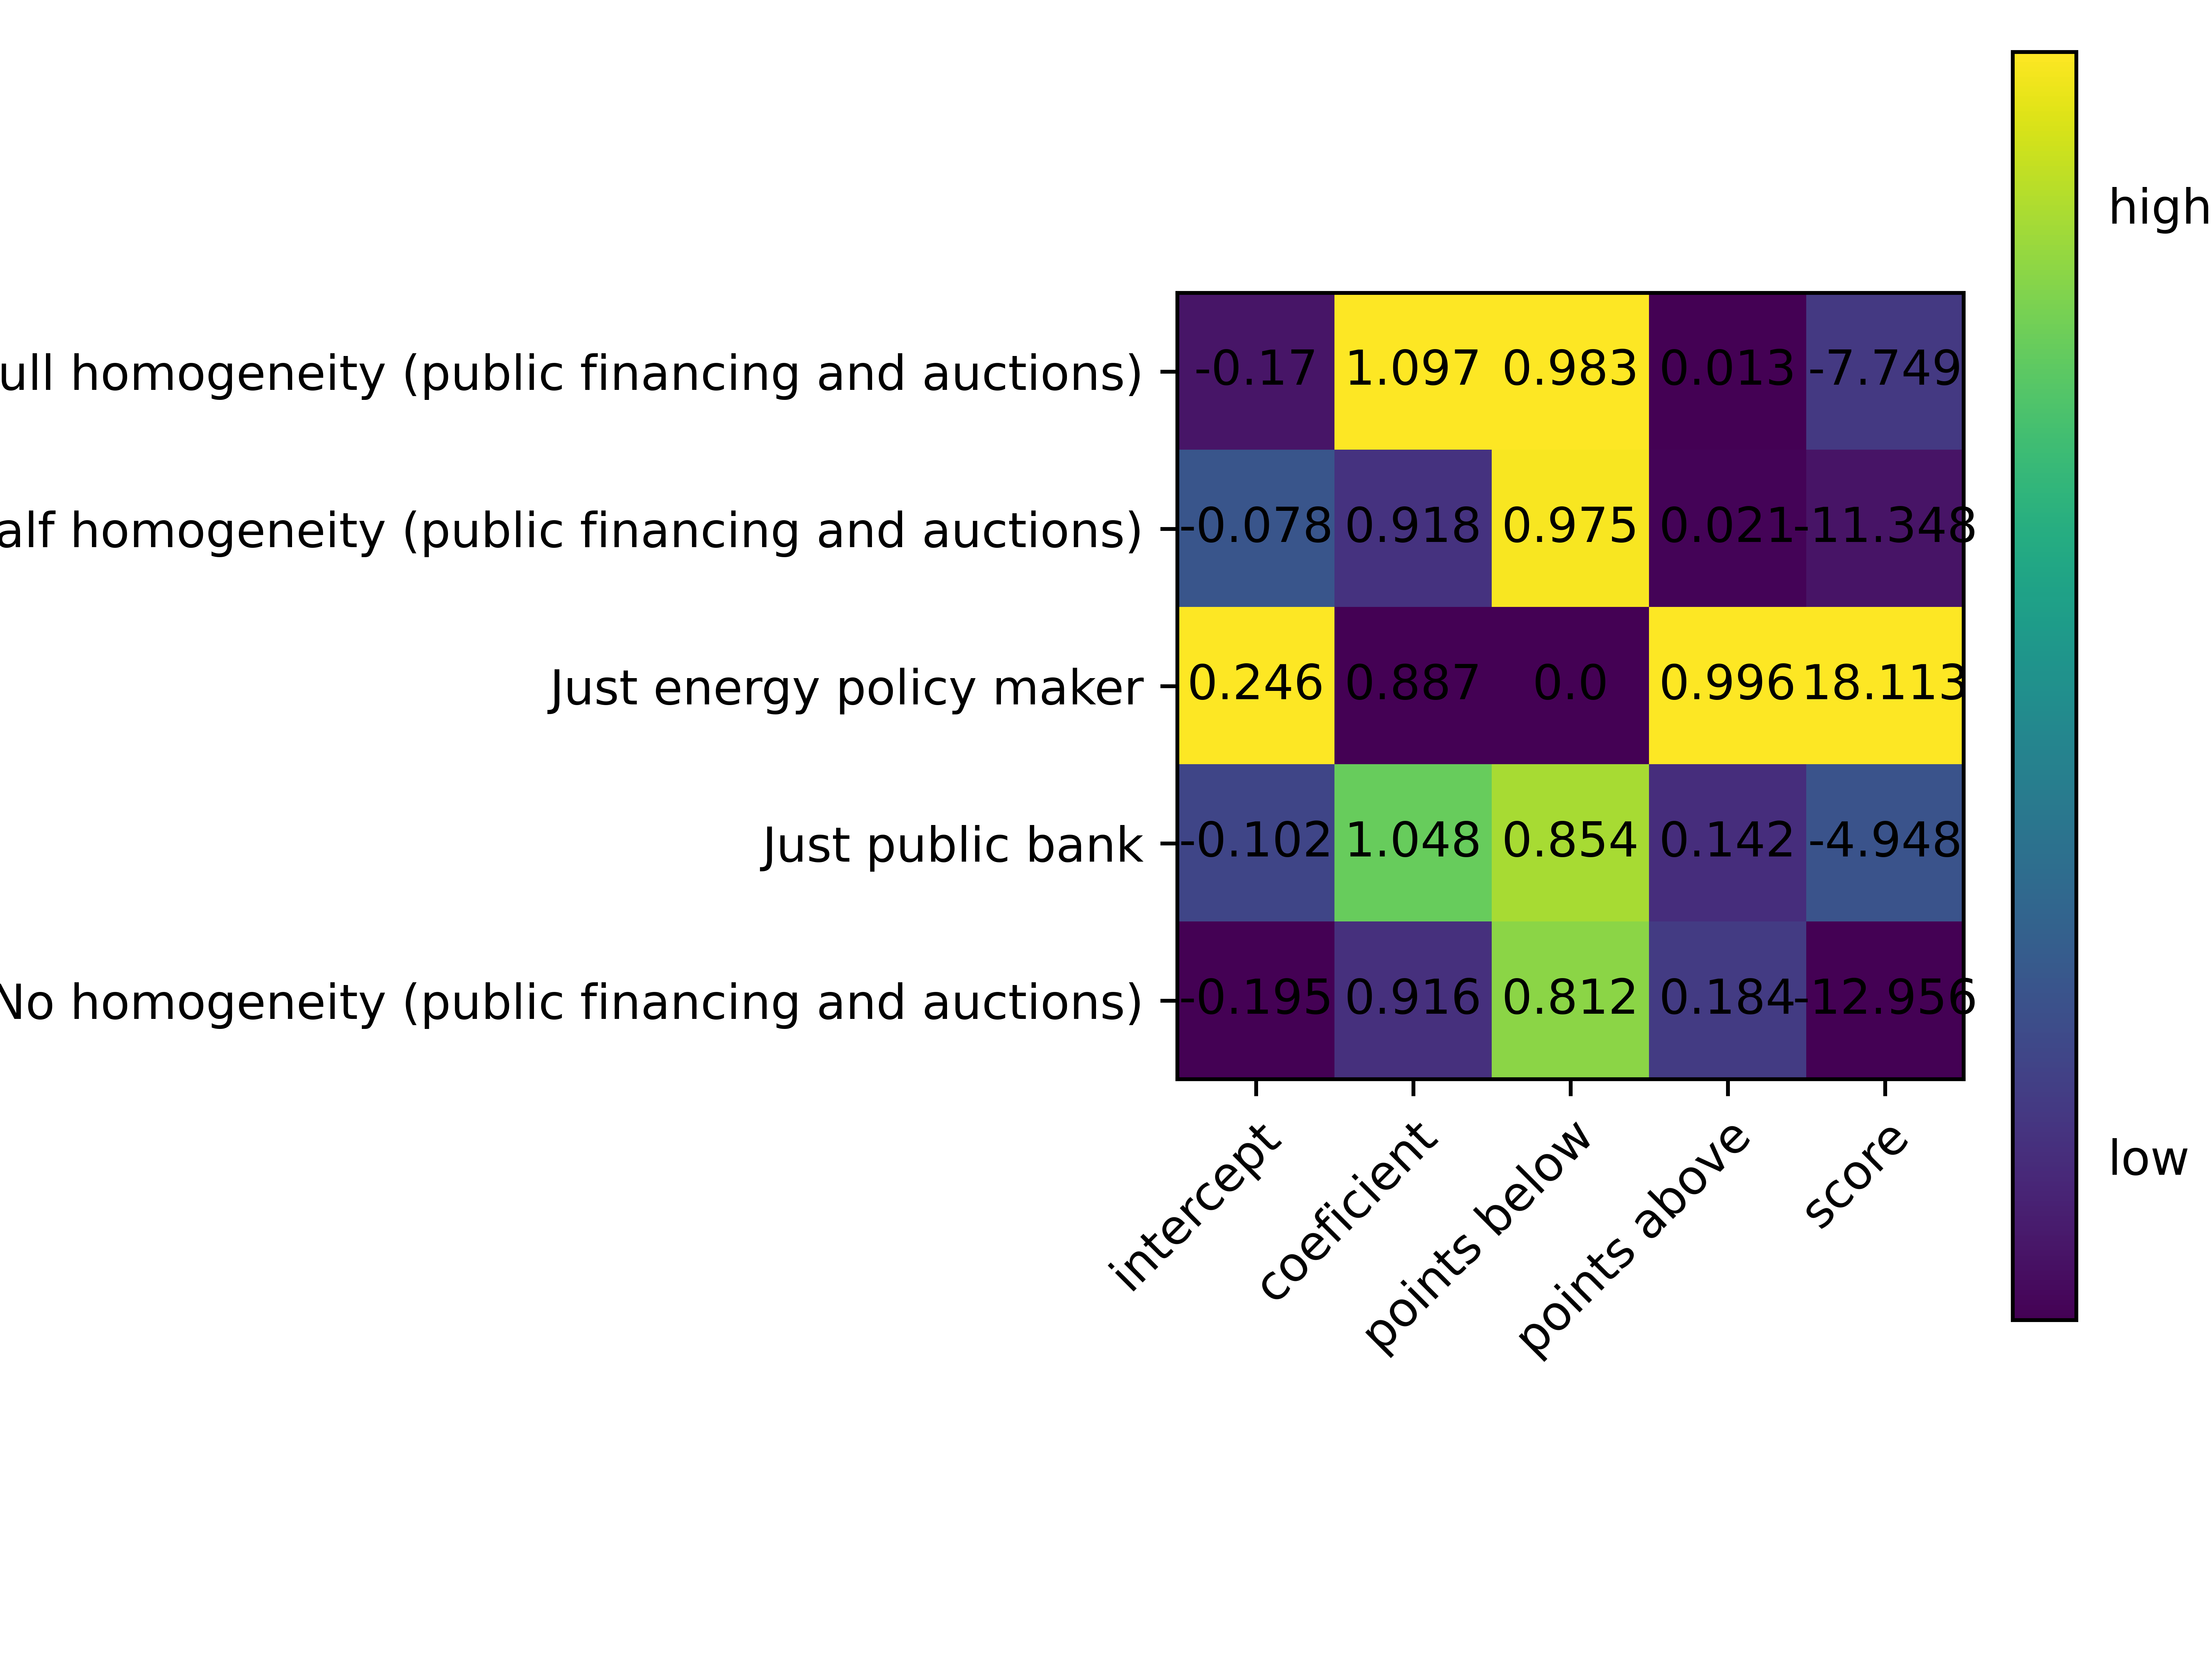 high
ull homogeneity (public financing and auctions) -0.17 1.097 0.983 0.013 -7.749
alf homogeneity (public financing and auctions) -0.078 0.918 0.975 0.021 -11.348
Just energy policy maker 0.246 0.887 0.0 0.996 18.113
Just public bank -0.102 1.048 0.854 0.142 -4.948
No homogeneity (public financing and auctions) -0.195 0.916 0.812 0.184 -12.956
low
intercept coeficient points below points above score